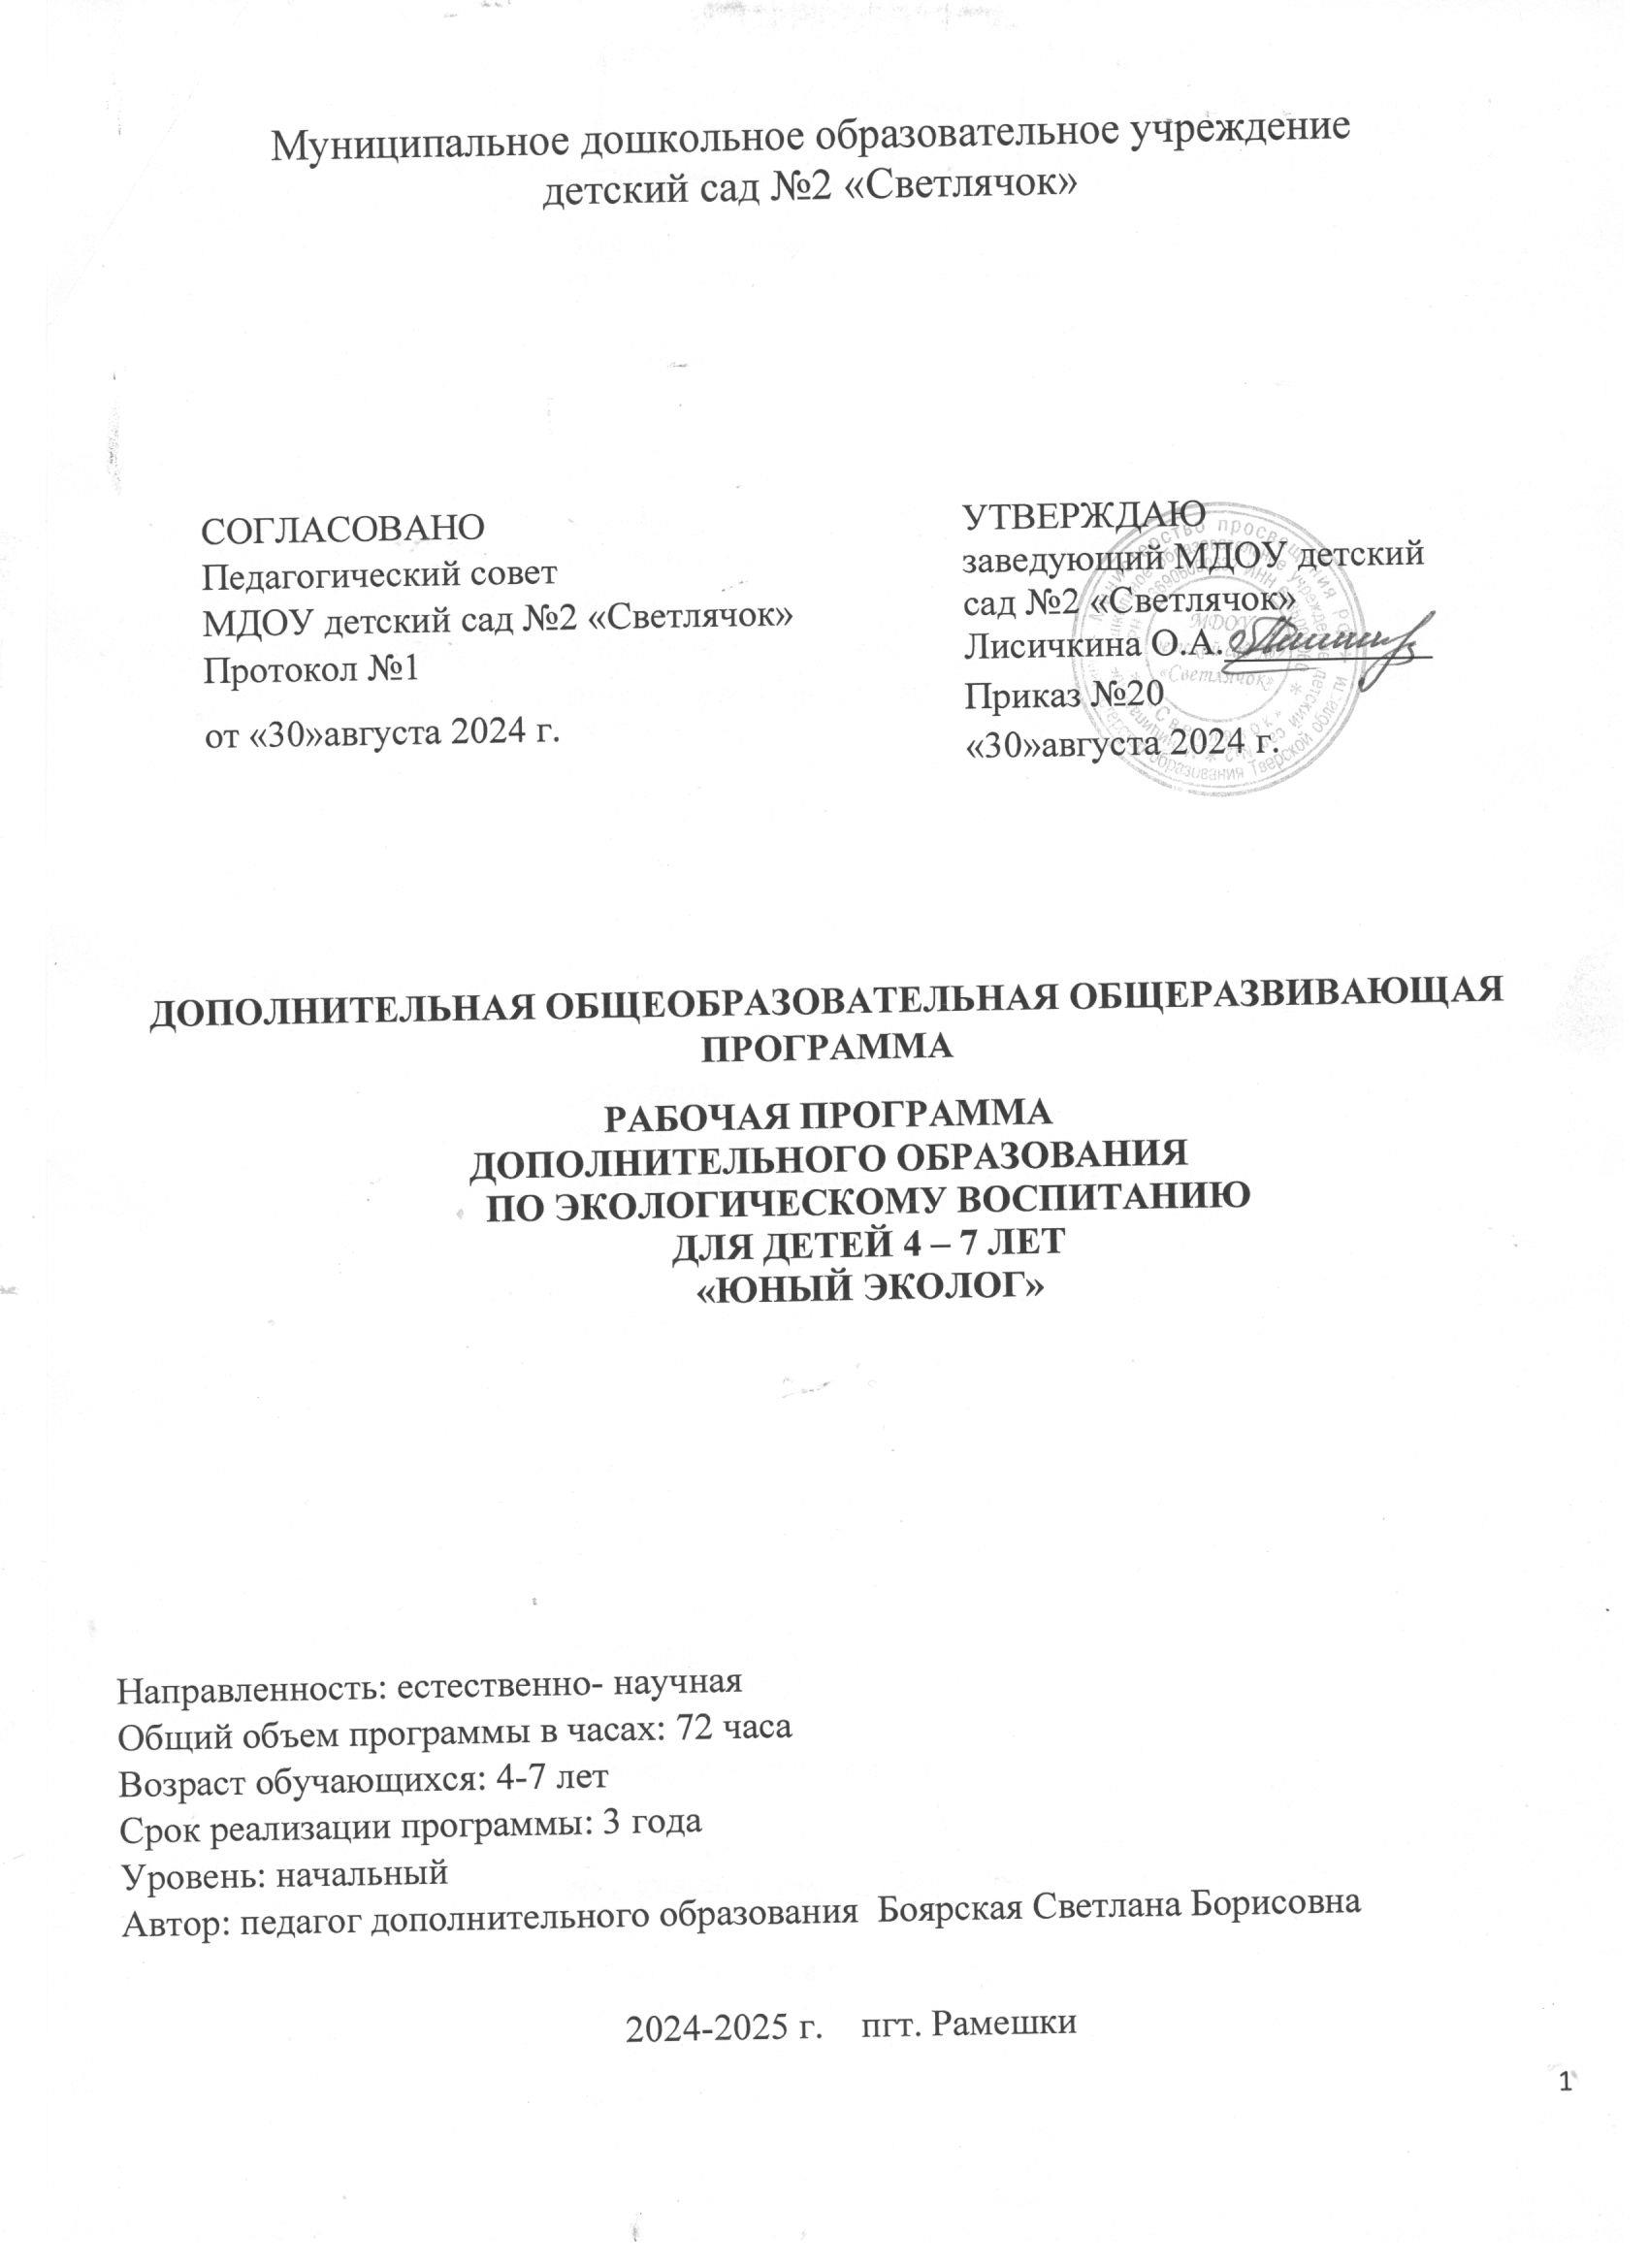 Муниципальное дошкольное образовательное учреждение
детский сад №2 «Светлячок»
СОГЛАСОВАНО
Педагогический совет
МДОУ детский сад №2 «Светлячок»
Протокол №1
от «30»августа 2024 г.
УТВЕРЖДАЮ
заведующий МДОУ детский
сад №2 «Светлячок»
Лисичкина О.А.
Приказ №20
«30»августа 2024 г.
МДОУ
«Светлячок»
ДОПОЛНИТЕЛЬНАЯ ОБЩЕОБРАЗОВАТЕЛЬНАЯ ОБЩЕРАЗВИВАЮЩАЯ
ПРОГРАММА
РАБОЧАЯ ПРОГРАММА
ДОПОЛНИТЕЛЬНОГО ОБРАЗОВАНИЯ
ПО ЭКОЛОГИЧЕСКОМУ ВОСПИТАНИЮ
ДЛЯ ДЕТЕЙ 4 – 7 ЛЕТ
«ЮНЫЙ ЭКОЛОГ»
Направленность: естественно- научная
Общий объем программы в часах: 72 часа
Возраст обучающихся: 4-7 лет
Срок реализации программы: 3 года
Уровень: начальный
Автор: педагог дополнительного образования Боярская Светлана Борисовна
2024-2025 г. пгт. Рамешки
1